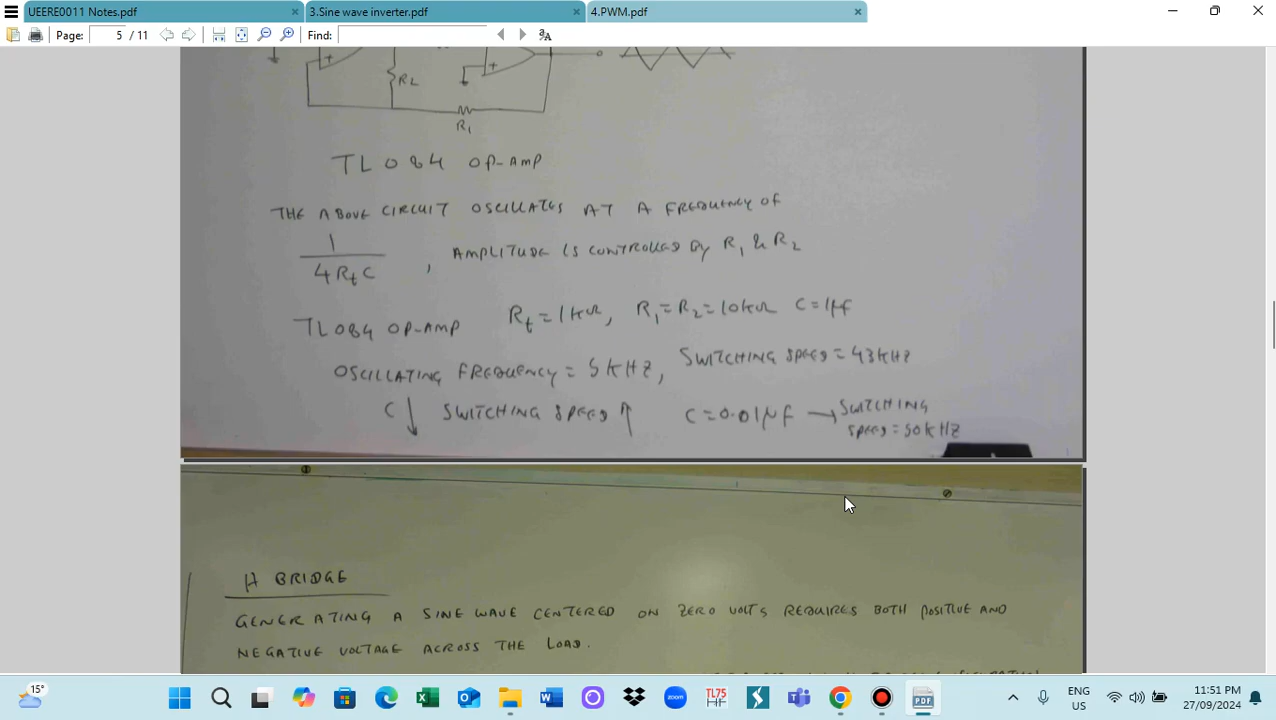 UEERE0011 Notes.pdf
3.Sine wave inverter.pdf
4.PWM.pdf
Page: 5 / 11
Find:
RL
R1
TL084 OP-AMP
THE ABOVE CIRCUIT OSCILLATES AT A FREQUENCY OF
1
4RtC
, AMPLITUDE IS CONTROLLED BY R1 & R2
TL084 OP-AMP Rt=1kΩ, R1=R2=10kΩ C=1μf
OSCILLATING FREQUENCY = 5KHZ, SWITCHING SPEED = 43KHZ
C↓ SWITCHING SPEED↑ C=0.01μF → SWITCHING
SPEED=50KHZ
H BRIDGE
GENERATING A SINE WAVE CENTERED ON ZERO VOLTS REQUIRES BOTH POSITIVE AND
NEGATIVE VOLTAGE ACROSS THE LOAD.
15°
TL75
ENG
US
11:51 PM
27/09/2024